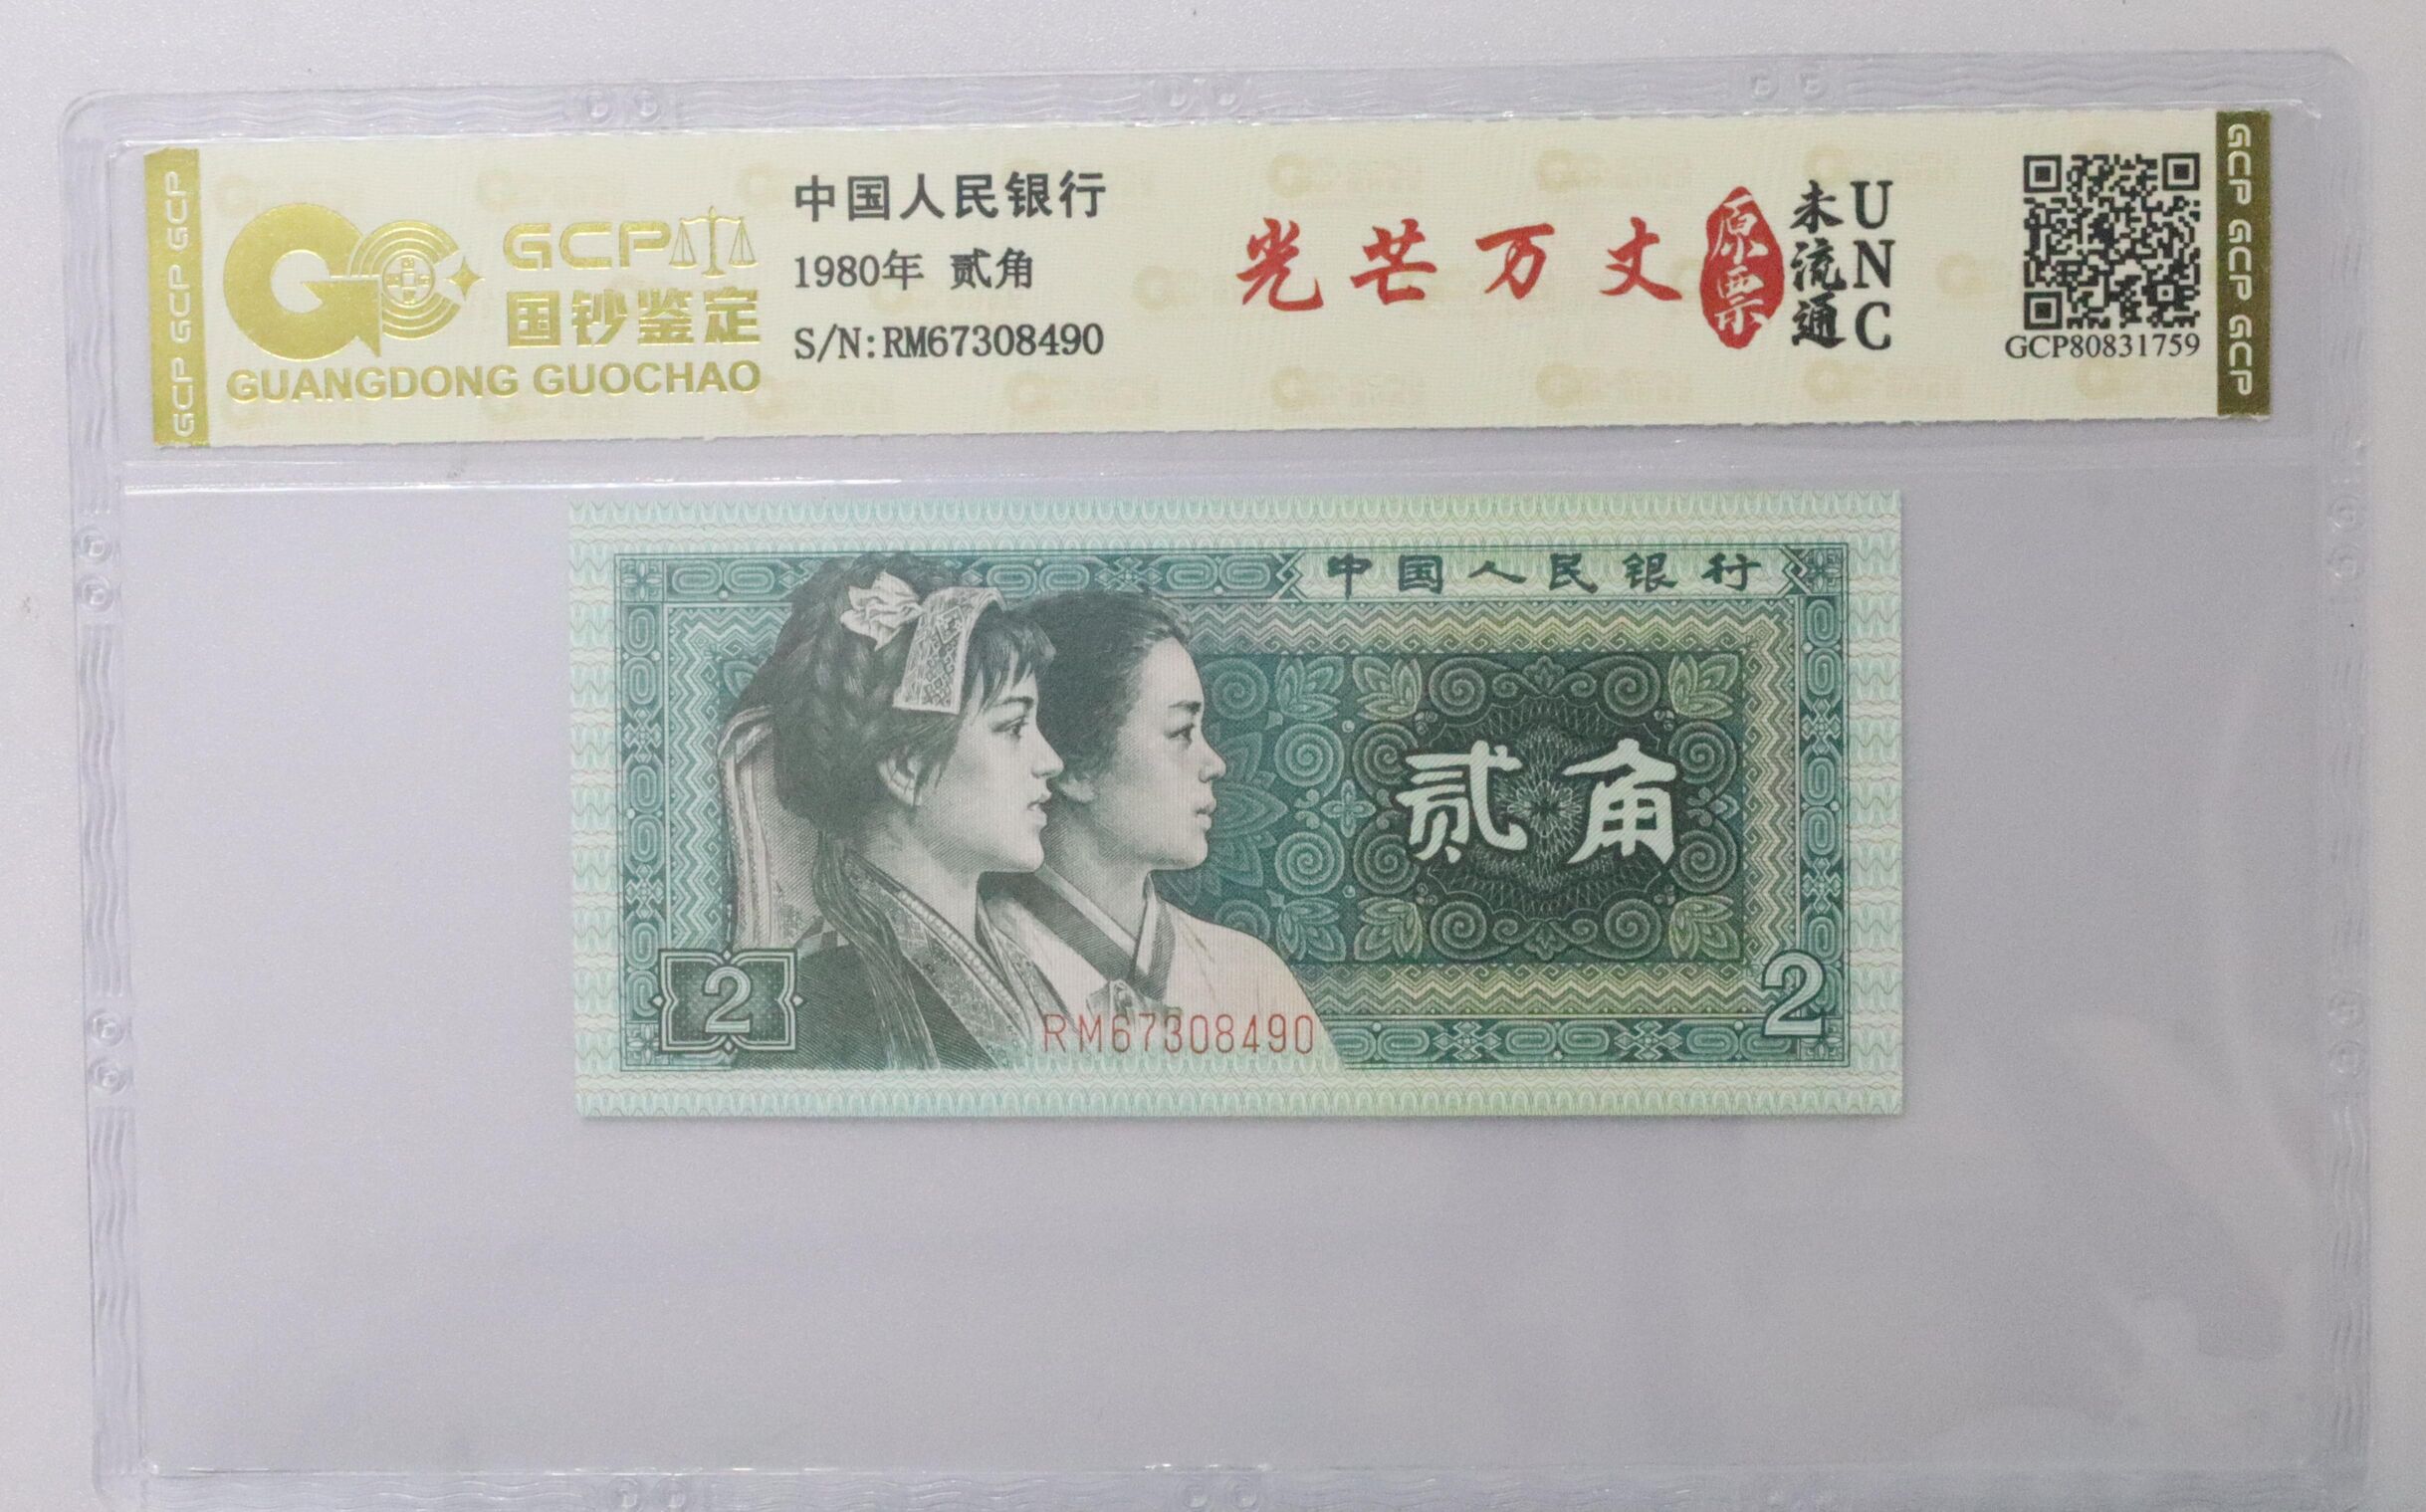 GCP GCP GCP
GCP
国钞鉴定
GUANGDONG GUOCHAO
中国人民银行
1980年 贰角
S/N:RM67308490
光芒万丈
原票
未流通
UNC
GCP80831759
GCP GCP GCP
中国人民银行
贰角
2
RM67308490
2